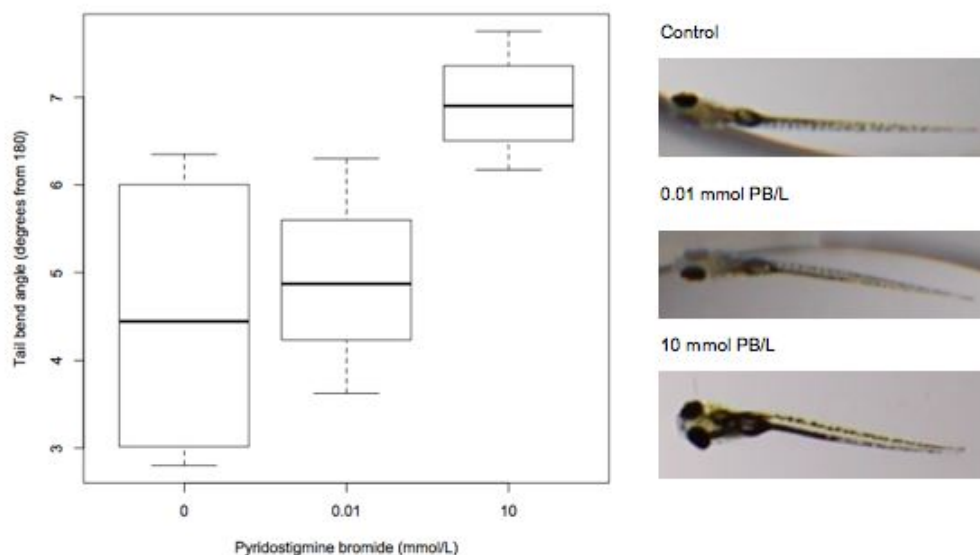 Tail bend angle (degrees from 180)
7
6
5
4
3
0 0.01 10
Pyridostigmine bromide (mmol/L)
Control
0.01 mmol PB/L
10 mmol PB/L